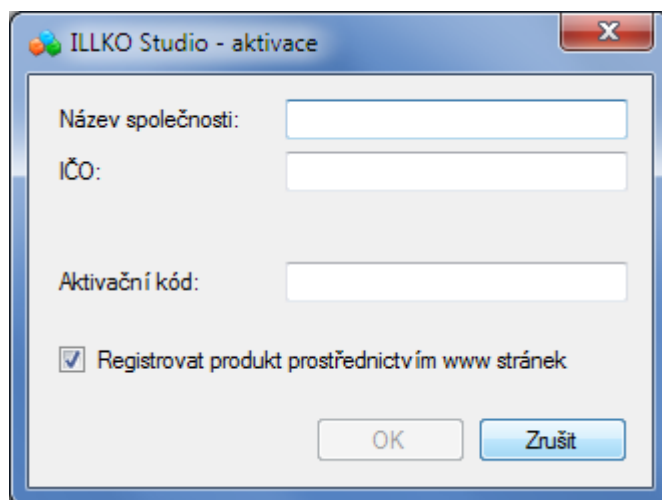 ILLKO Studio - aktivace
Název společnosti:
IČO:
Aktivační kód:
Registrovat produkt prostřednictvím www stránek
OK
Zrušit